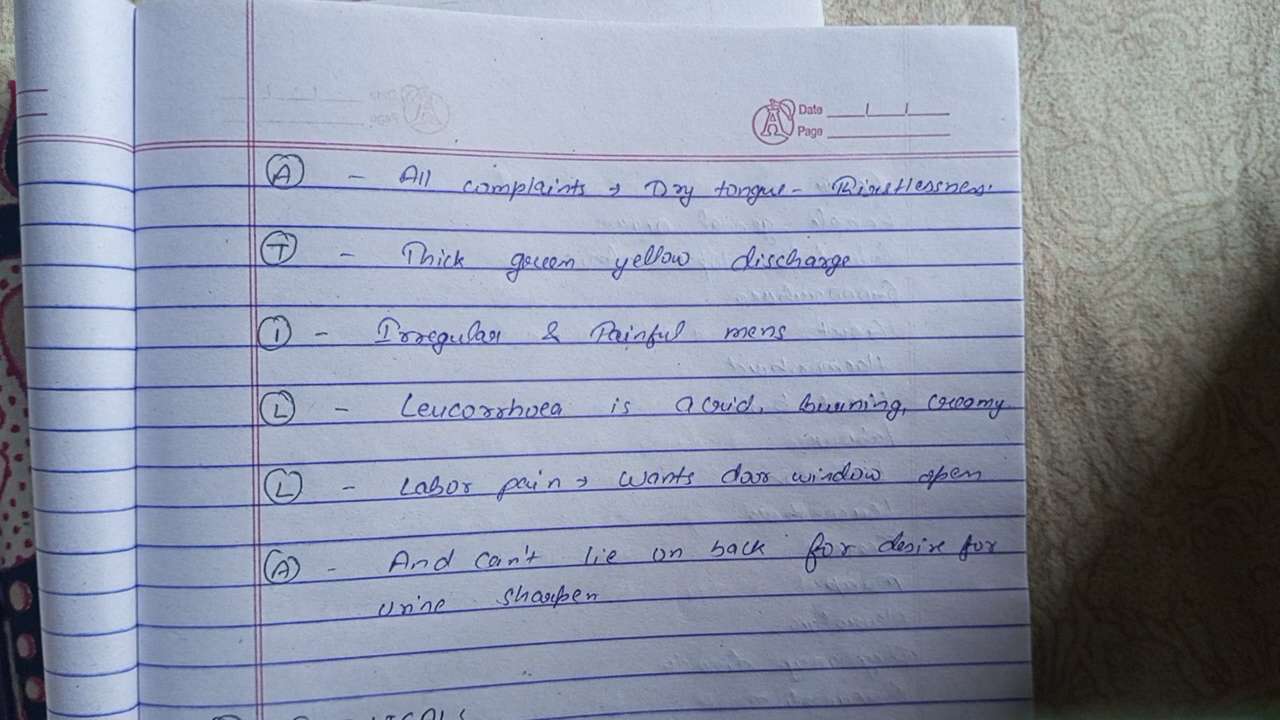 Date
Page
(A) - All complaints → Dry tongue - Thirstlessness.
(T) - Thick green yellow discharge
(I) - Irregular & Painful mens
(L) - Leucorrhoea is acrid, burning, creamy
(L) - Labor pain → wants door window open
(A) - And can't lie on back for desire for
urine sharpen